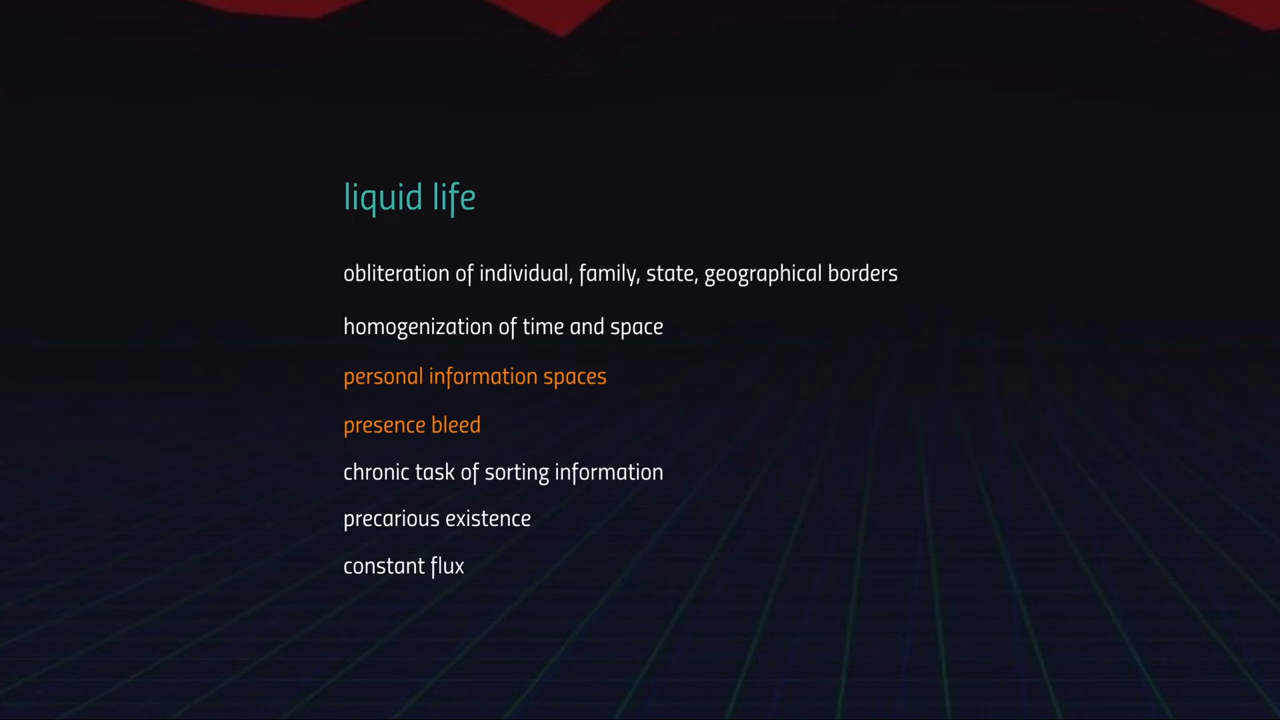 liquid life
obliteration of individual, family, state, geographical borders
homogenization of time and space
personal information spaces
presence bleed
chronic task of sorting information
precarious existence
constant flux